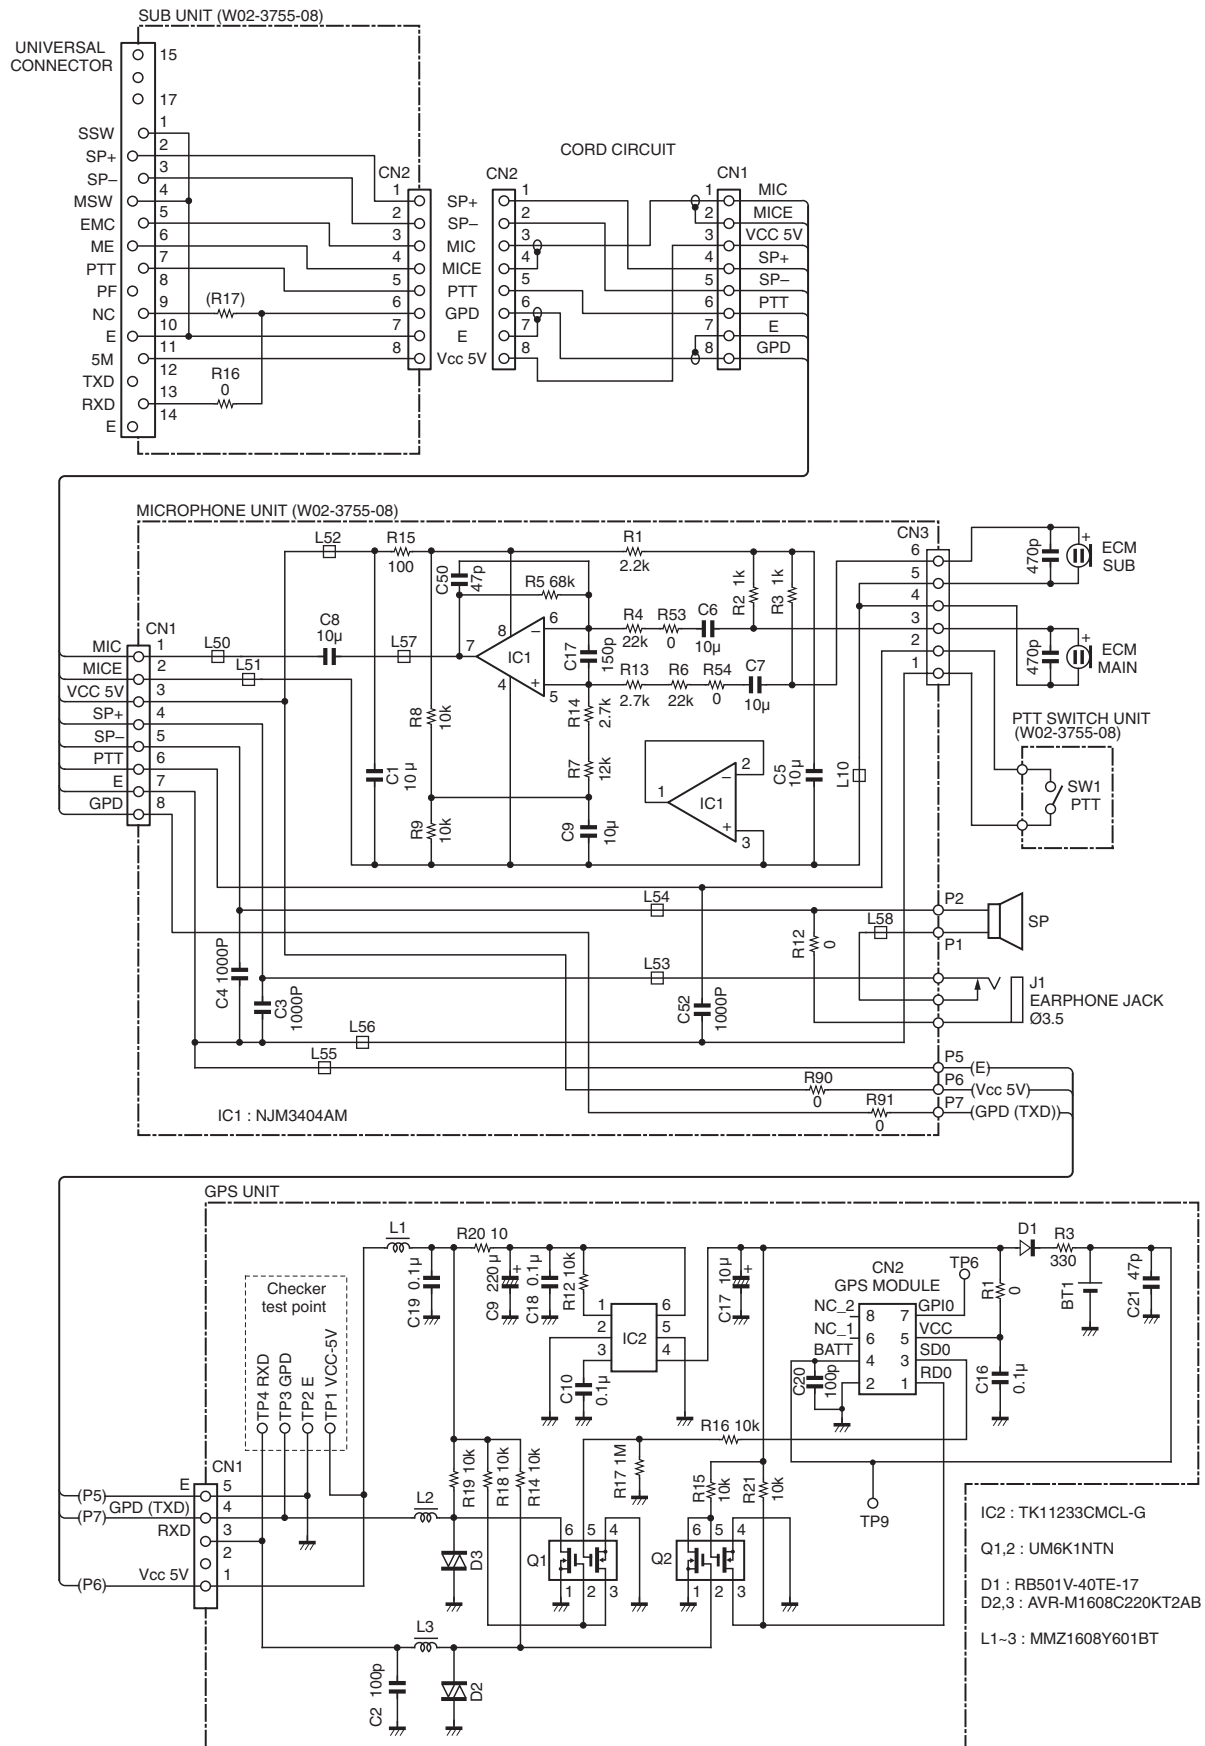 SUB UNIT (W02-3755-08)
UNIVERSAL
CONNECTOR
15
17
SSW 1
SP+ 2
SP– 3
MSW 4
EMC 5
ME 6
PTT 7
PF 8
NC 9
E 10
5M 11
TXD 12
RXD 13
E 14
(R17)
R16
0
CN2
1
2
3
4
5
6
7
8
CORD CIRCUIT
CN2
SP+ 1
SP– 2
MIC 3
MICE 4
PTT 5
GPD 6
E 7
Vcc 5V 8
CN1
1 MIC
2 MICE
3 VCC 5V
4 SP+
5 SP–
6 PTT
7 E
8 GPD
MICROPHONE UNIT (W02-3755-08)
CN1
MIC 1
MICE 2
VCC 5V 3
SP+ 4
SP– 5
PTT 6
E 7
GPD 8
L52
R15
100
R1
2.2k
C50
47p
R5 68k
R2 1k
R3 1k
C8
10µ
L50
L51
L57
7
8
6
IC1
4
5
C17
150p
R4
22k
R53
0
C6
10µ
R13
2.7k
R6
22k
R54
0
C7
10µ
R8
10k
R14
2.7k
R7
12k
C1
10µ
R9
10k
C9
10µ
1
2
IC1
3
C5
10µ
L10
CN3
6
5
4
3
2
1
470p
+
ECM
SUB
470p
+
ECM
MAIN
PTT SWITCH UNIT
(W02-3755-08)
SW1
PTT
L54
P2
R12
0
L58
P1
SP
L53
J1
EARPHONE JACK
Ø3.5
C4 1000P
C3
1000P
C52
1000P
L56
L55
P5
(E)
R90
0
P6
(Vcc 5V)
R91
0
P7
(GPD (TXD))
IC1 : NJM3404AM
GPS UNIT
L1
R20 10
C19 0.1µ
C9 220µ
+
C18 0.1µ
R12 10k
1
2
3
IC2
6
5
4
C10
0.1µ
C17 10µ
+
CN2
GPS MODULE
TP6
NC_2
NC_1
BATT
8
6
4
2
7
5
3
1
GPI0
VCC
SD0
RD0
C20
100p
D1
R3
330
R1
0
BT1
C21 47p
C16
0.1µ
Checker
test point
TP4 RXD
TP3 GPD
TP2 E
TP1 VCC-5V
R16 10k
R17 1M
R19 10k
R18 10k
R14 10k
R15
10k
R21
10k
TP9
CN1
(P5) E 5
(P7) GPD (TXD) 4
RXD 3
2
(P6) Vcc 5V 1
L2
D3
Q1
6 5 4
1 2 3
Q2
6 5 4
1 2 3
L3
C2 100p
D2
IC2 : TK11233CMCL-G
Q1,2 : UM6K1NTN
D1 : RB501V-40TE-17
D2,3 : AVR-M1608C220KT2AB
L1~3 : MMZ1608Y601BT